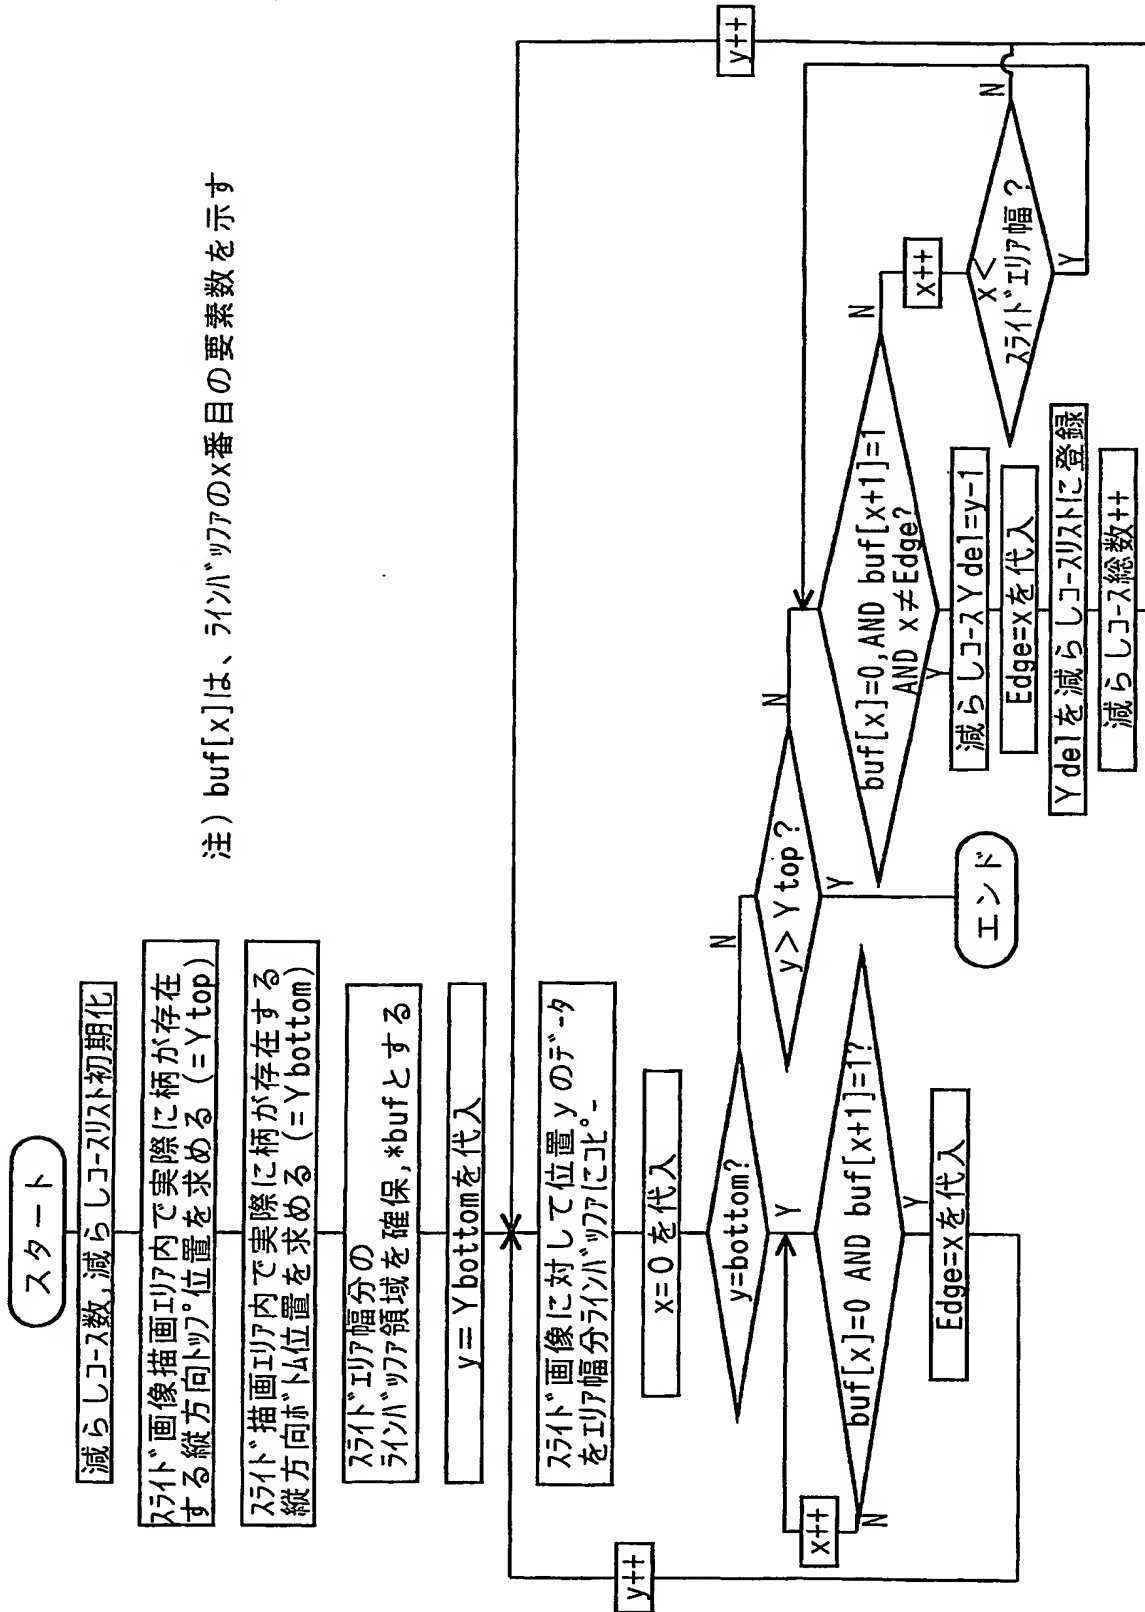 スタート
減らしコース数,減らしコースリスト初期化
スライド画像描画エリア内で実際に柄が存在
する縦方向トップ位置を求める(=Ytop)
スライド描画エリア内で実際に柄が存在する
縦方向ボトム位置を求める(=Ybottom)
スライドエリア幅分の
ラインバッファ領域を確保,*bufとする
y=Ybottomを代入
スライド画像に対して位置yのデータ
をエリア幅分ラインバッファにコピー
x=0を代入
y=bottom?
N
Y
buf[x]=0 AND buf[x+1]=1?
N
x++
Y
Edge=xを代入
y++
y>Ytop?
N
Y
エンド
buf[x]=0,AND buf[x+1]=1
AND x≠Edge?
N
Y
減らしコースYdel=y-1
Edge=xを代入
Ydelを減らしコースリストに登録
減らしコース総数++
x++
x<
スライドエリア幅?
N
Y
y++
注)buf[x]は、ラインバッファのx番目の要素数を示す